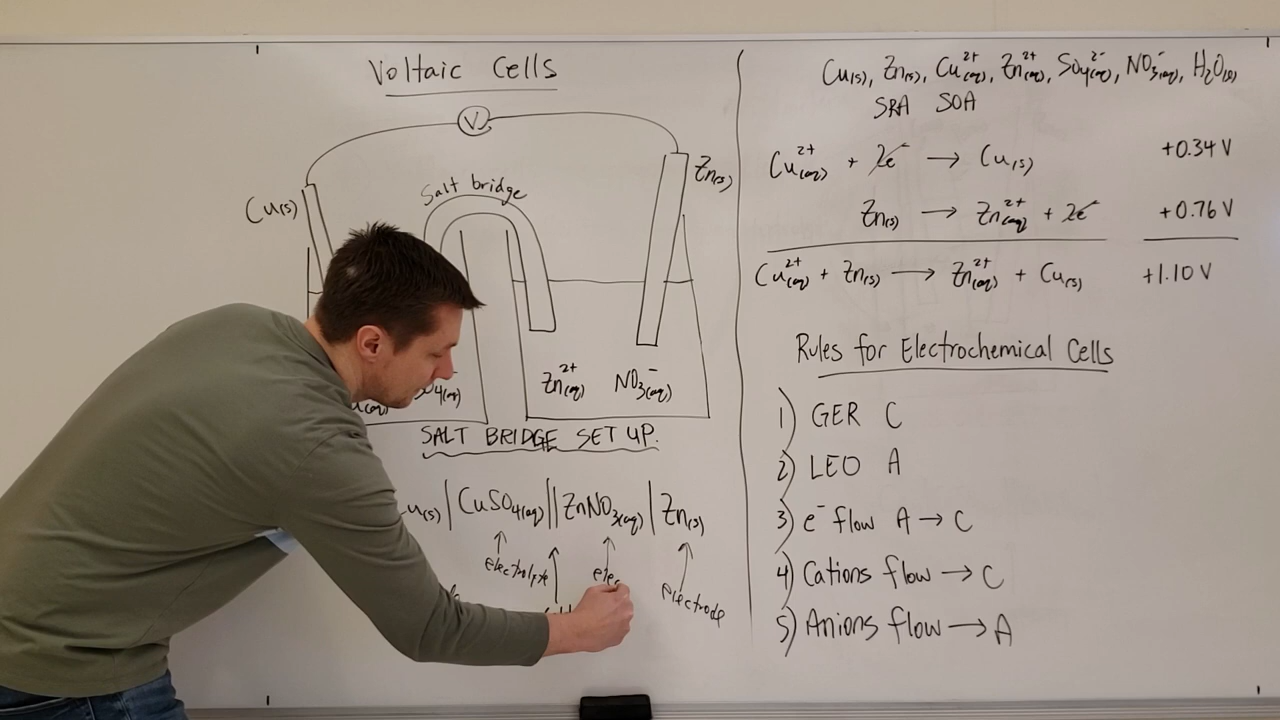 Voltaic Cells
V
Salt bridge
Cu(s)
Zn(s)
Zn²⁺(aq) NO₃⁻(aq)
SALT BRIDGE SET UP.
Cu(s) | CuSO₄(aq) || ZnNO₃(aq) | Zn(s)
electrolyte
elec
electrode
Cu(s), Zn(s), Cu²⁺(aq), Zn²⁺(aq), SO₄²⁻(aq), NO₃⁻(aq), H₂O(l)
SRA SOA
Cu²⁺(aq) + 2e⁻ → Cu(s) +0.34 V
Zn(s) → Zn²⁺(aq) + 2e⁻ +0.76 V
Cu²⁺(aq) + Zn(s) → Zn²⁺(aq) + Cu(s) +1.10 V
Rules for Electrochemical Cells
1) GER C
2) LEO A
3) e⁻ flow A → C
4) Cations flow → C
5) Anions flow → A